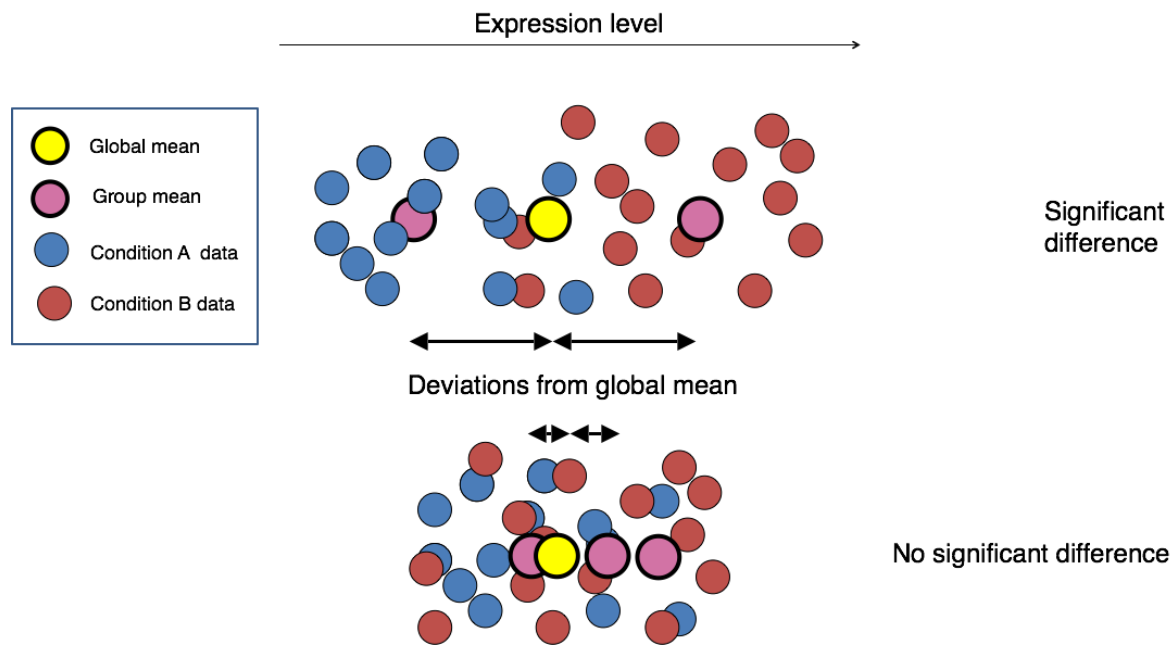 Expression level
Global mean
Group mean
Condition A data
Condition B data
Significant
difference
Deviations from global mean
No significant difference